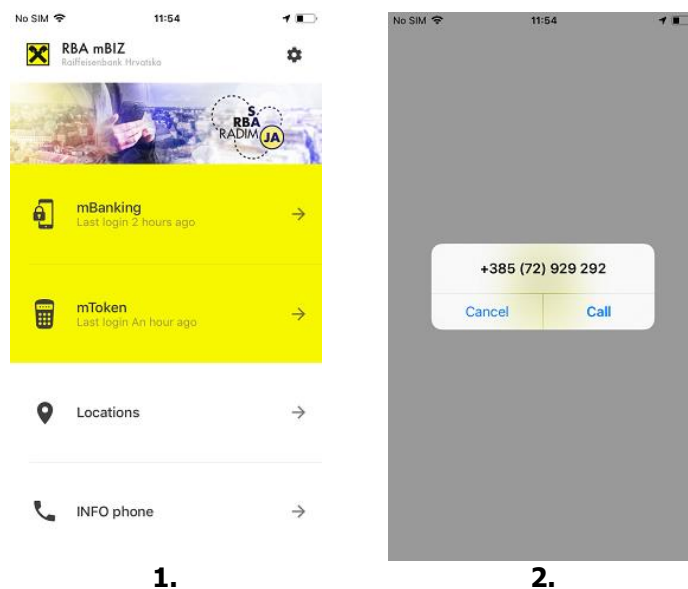 No SIM 11:54
RBA mBIZ
Raiffeisenbank Hrvatska
S
RBA
RADIM JA
mBanking
Last login 2 hours ago
mToken
Last login An hour ago
Locations
INFO phone
1.
No SIM 11:54
+385 (72) 929 292
Cancel Call
2.